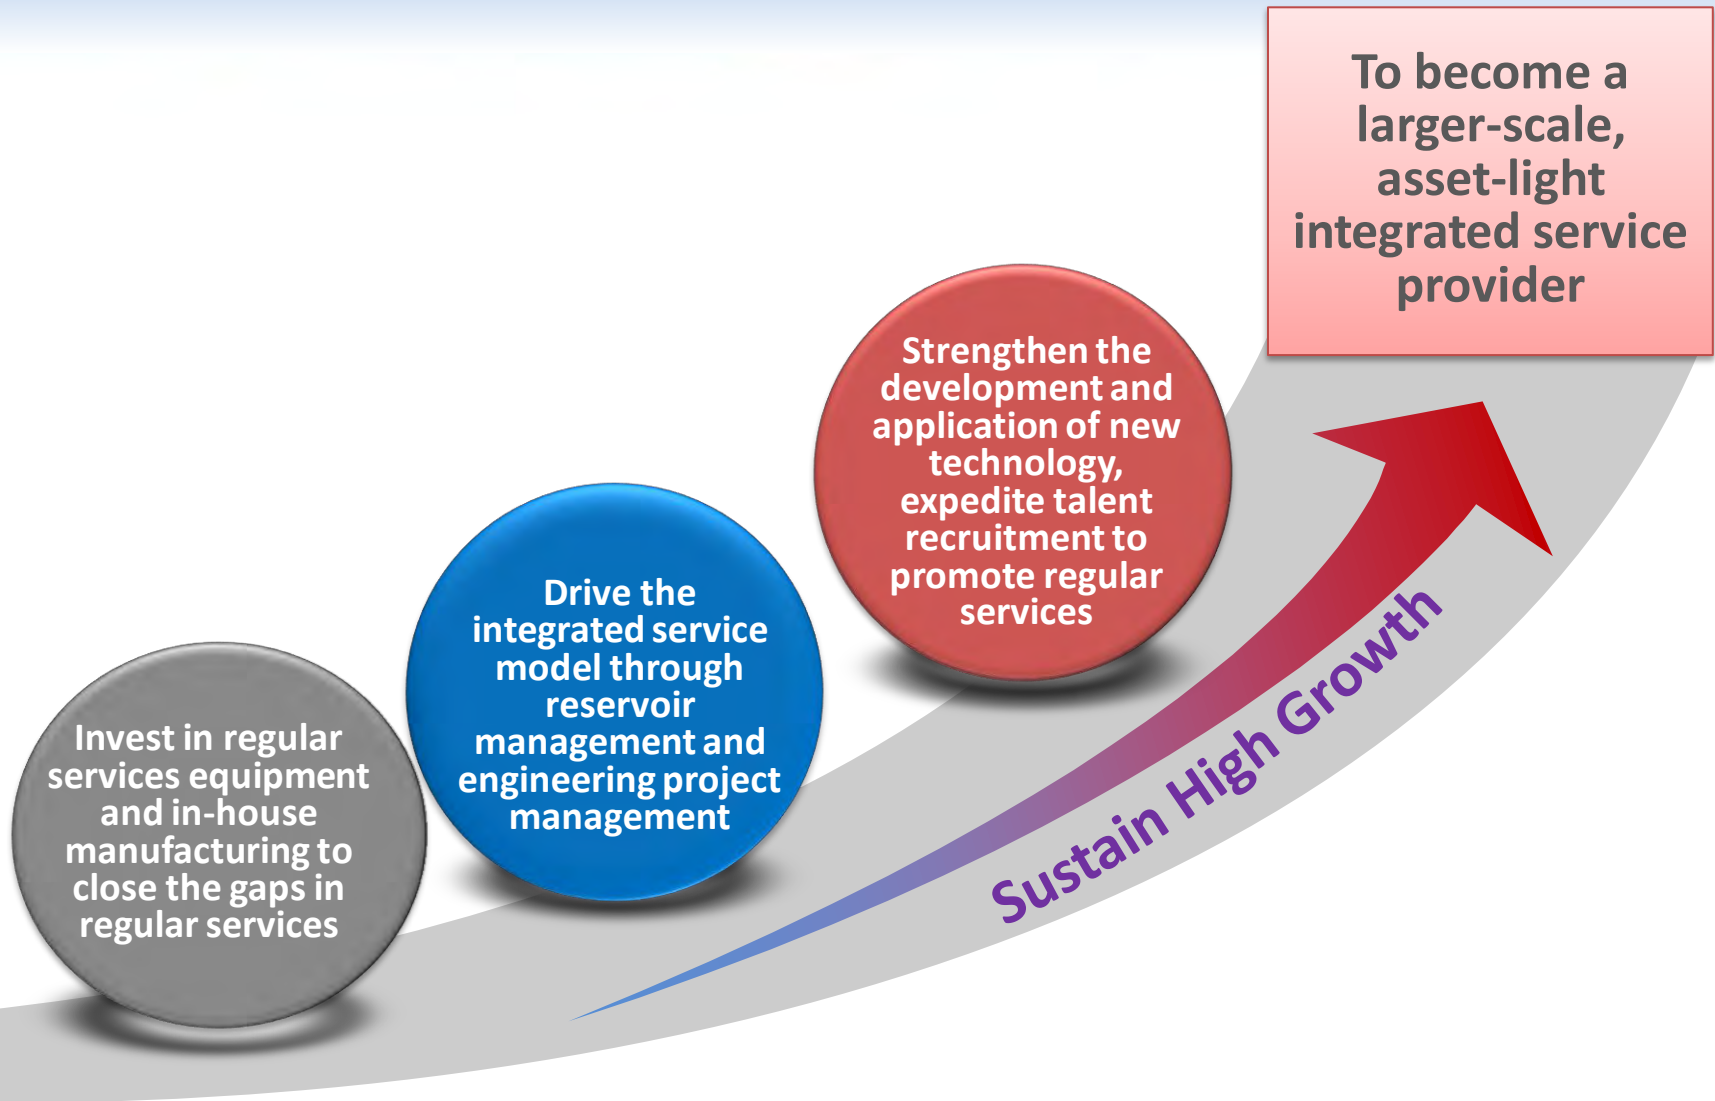 To become a
larger-scale,
asset-light
integrated service
provider
Strengthen the
development and
application of new
technology,
expedite talent
recruitment to
promote regular
services
Drive the
integrated service
model through
reservoir
management and
engineering project
management
Invest in regular
services equipment
and in-house
manufacturing to
close the gaps in
regular services
Sustain High Growth